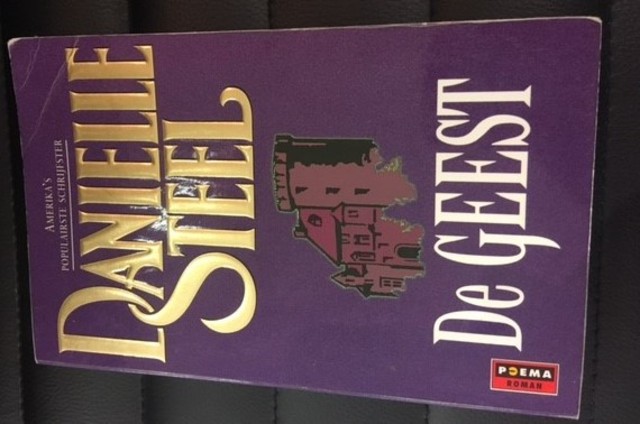 AMERIKA'S
POPULAIRSTE SCHRIJFSTER
DANIELLE
STEEL
De GEEST
POEMA
ROMAN